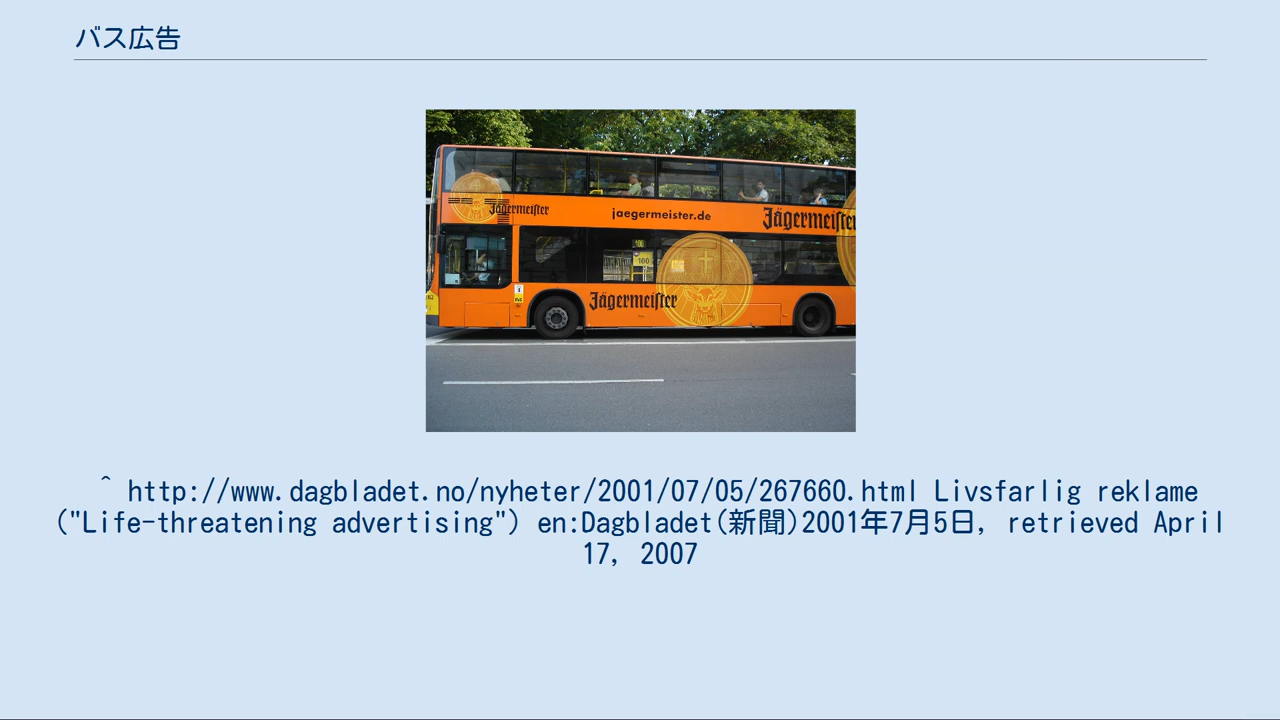 バス広告
Jägermeiſter
jaegermeister.de
Jägermeiſter
100
100
Jägermeiſter
^ http://www.dagbladet.no/nyheter/2001/07/05/267660.html Livsfarlig reklame
("Life-threatening advertising") en:Dagbladet(新聞)2001年7月5日, retrieved April
17, 2007